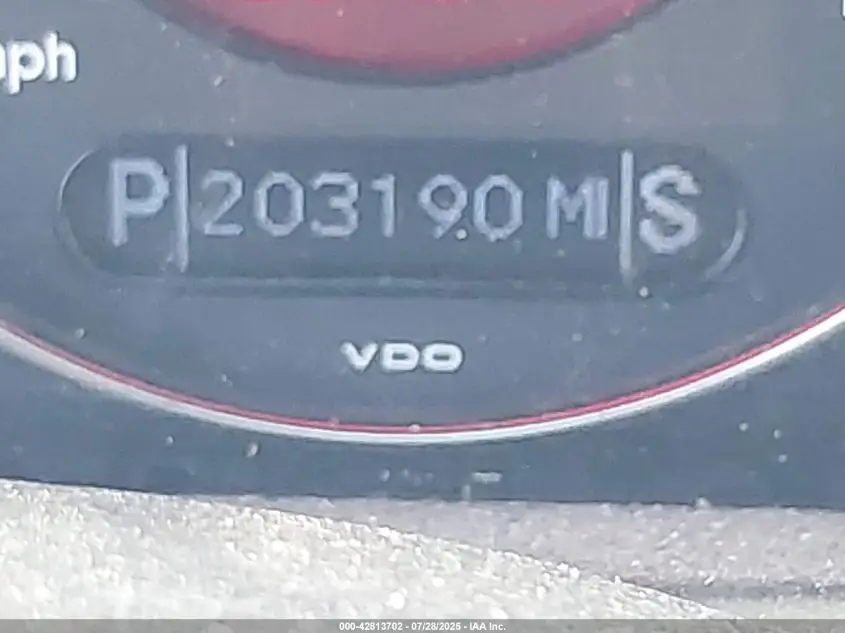 mph
P|203190 MI|S
VDO
000-42813702 - 07/28/2025 - IAA Inc.